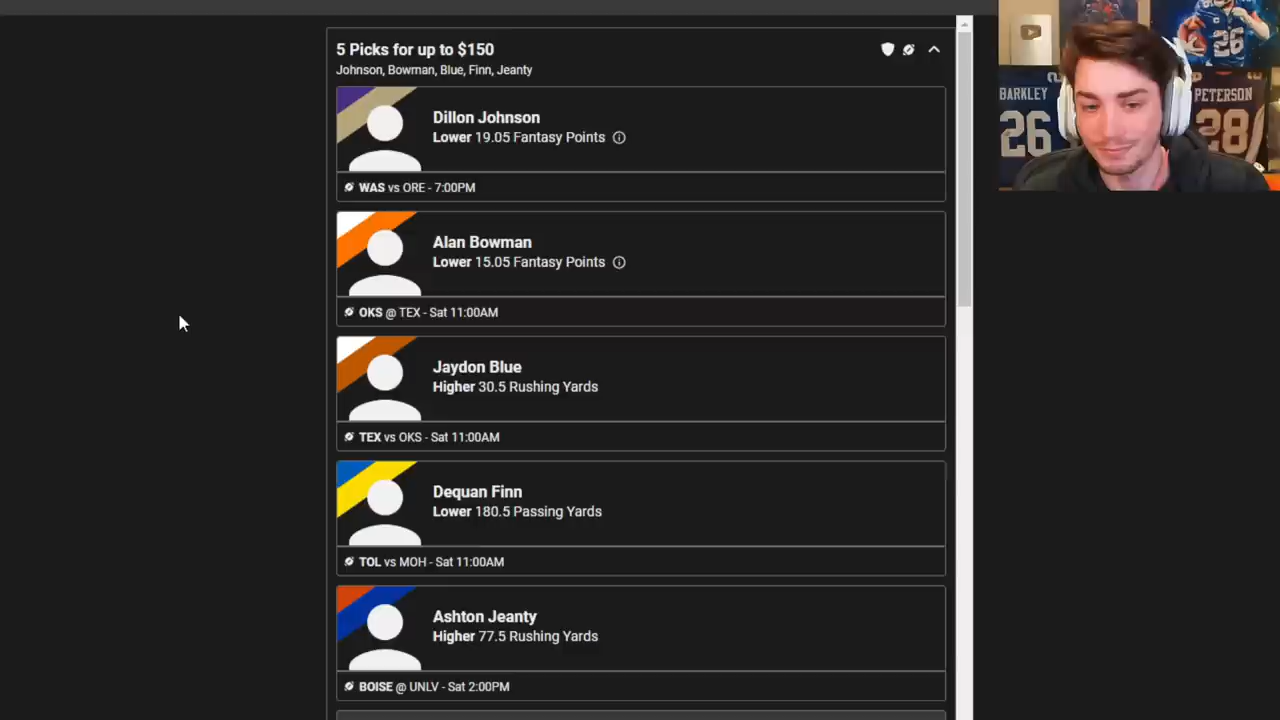 5 Picks for up to $150
Johnson, Bowman, Blue, Finn, Jeanty
Dillon Johnson
Lower 19.05 Fantasy Points
WAS vs ORE - 7:00PM
Alan Bowman
Lower 15.05 Fantasy Points
OKS @ TEX - Sat 11:00AM
Jaydon Blue
Higher 30.5 Rushing Yards
TEX vs OKS - Sat 11:00AM
Dequan Finn
Lower 180.5 Passing Yards
TOL vs MOH - Sat 11:00AM
Ashton Jeanty
Higher 77.5 Rushing Yards
BOISE @ UNLV - Sat 2:00PM
26
BARKLEY
26
PETERSON
28